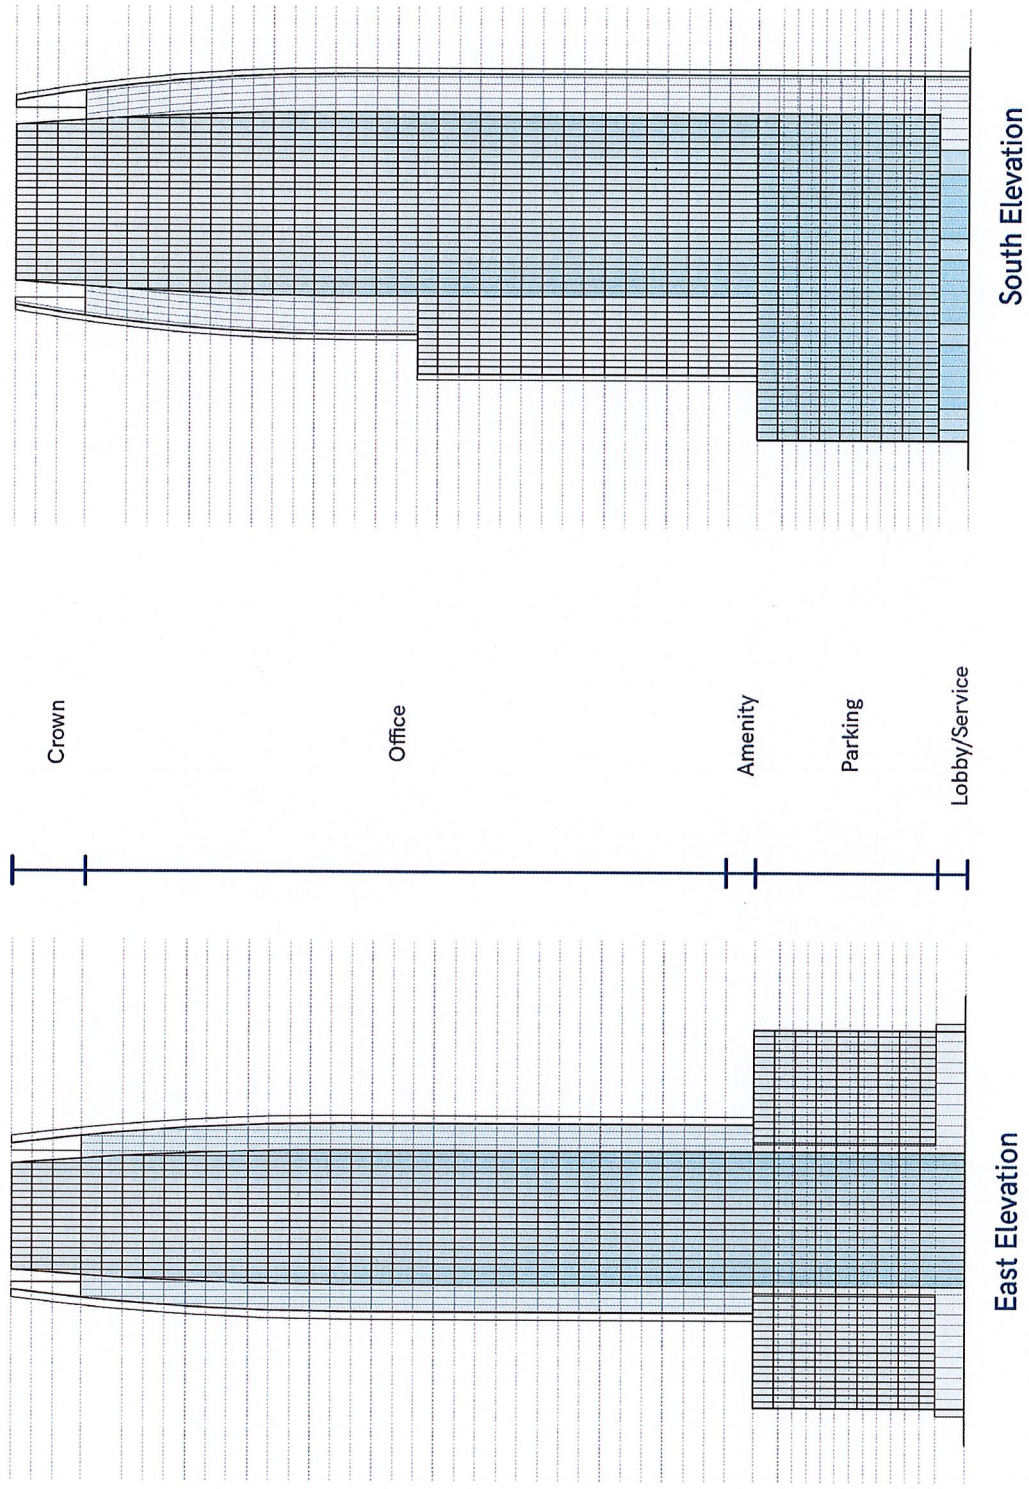 Crown
Office
Amenity
Parking
Lobby/Service
East Elevation
South Elevation